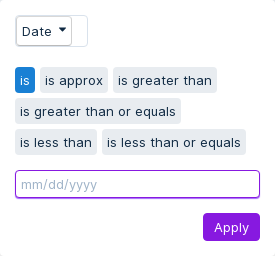 Date
is is approx is greater than
is greater than or equals
is less than is less than or equals
mm/dd/yyyy
Apply